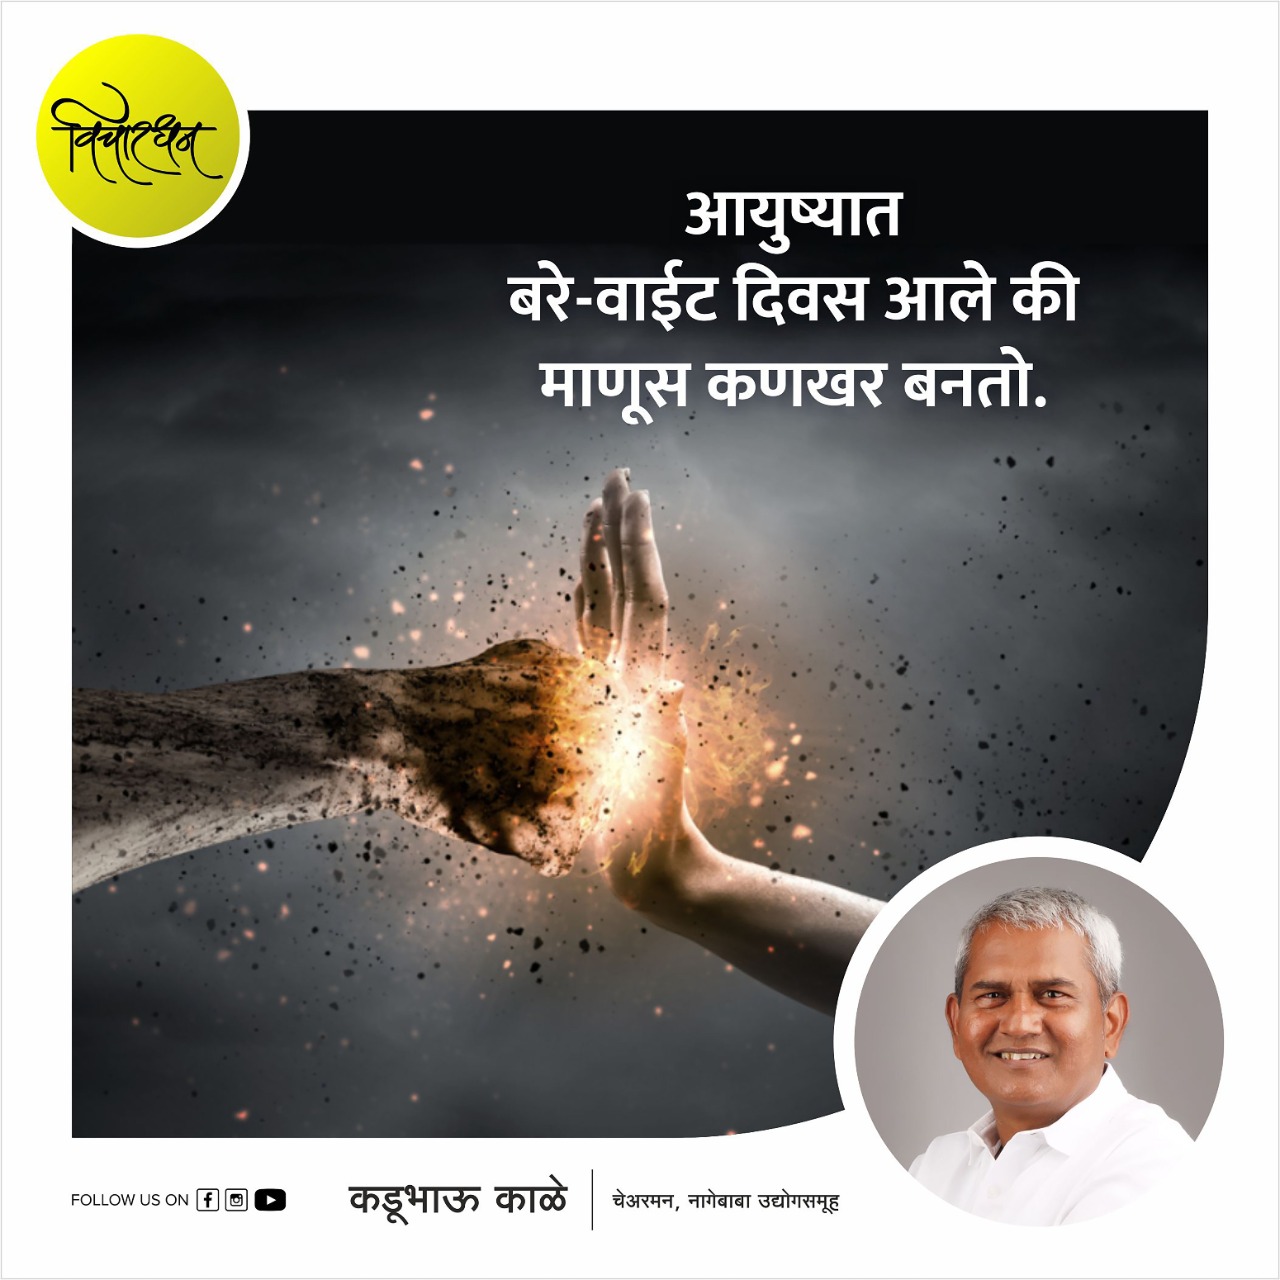 विचारधन
आयुष्यात
बरे-वाईट दिवस आले की
माणूस कणखर बनतो.
FOLLOW US ON
कडूभाऊ काळे
चेअरमन, नागेबाबा उद्योगसमूह